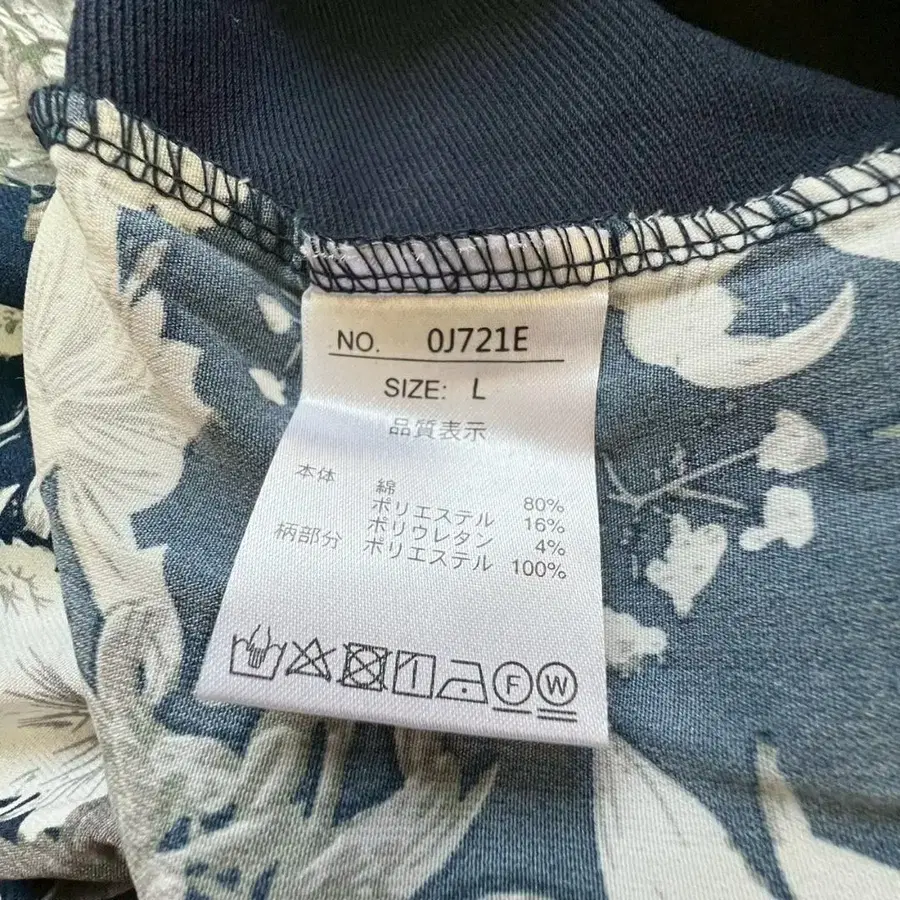 NO. 0J721E
SIZE: L
品質表示
本体 綿 80%
ポリエステル 16%
ポリウレタン 4%
柄部分 ポリエステル 100%
F W